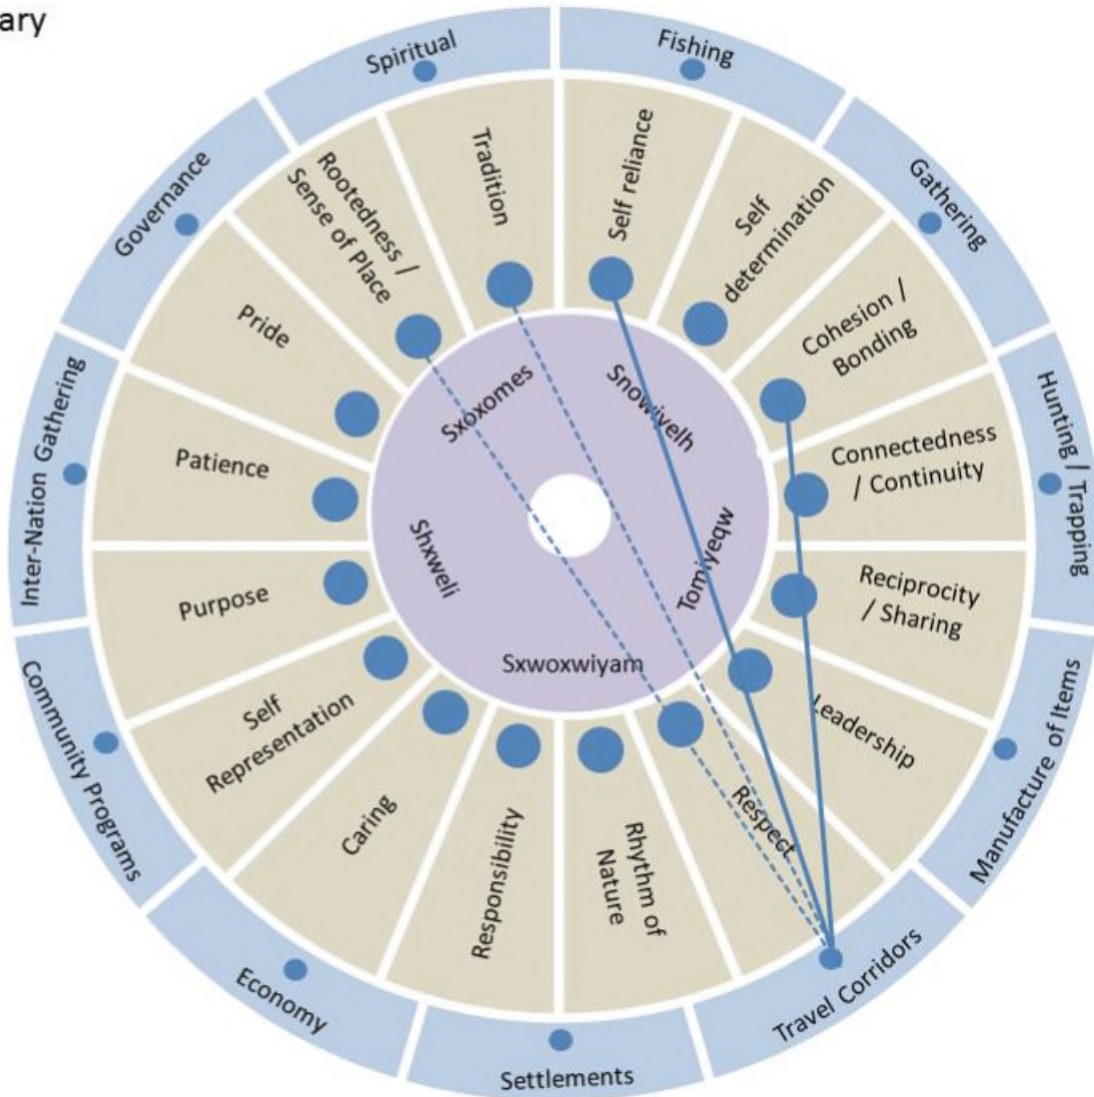 ary
Spiritual
Fishing
Gathering
Hunting / Trapping
Manufacture of Items
Travel Corridors
Settlements
Economy
Community Programs
Inter-Nation Gathering
Governance
Tradition
Self reliance
Self
determination
Cohesion /
Bonding
Connectedness
/ Continuity
Reciprocity
/ Sharing
Leadership
Respect
Rhythm of
Nature
Responsibility
Caring
Self
Representation
Purpose
Patience
Pride
Rootedness /
Sense of Place
Sxoxomes
Snowivelh
Tomiyeqw
Sxwoxwiyam
Shxweli